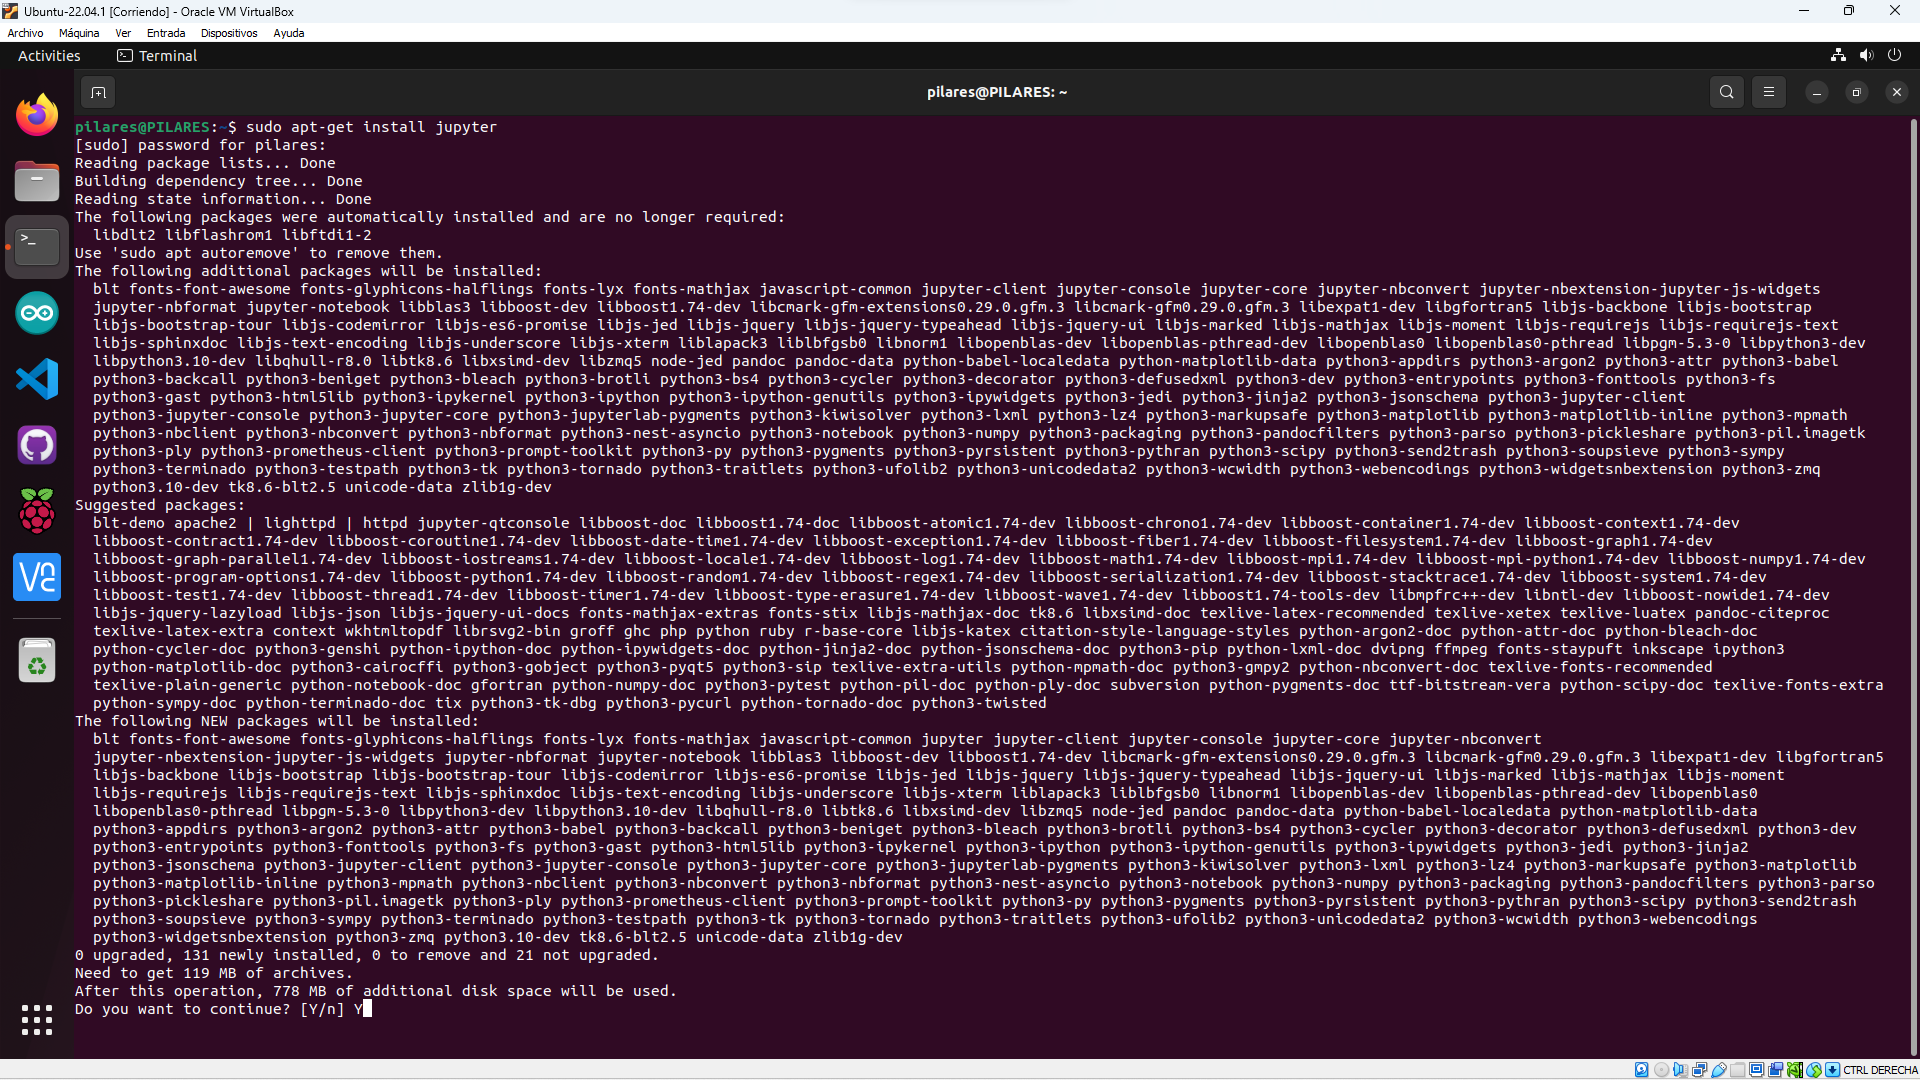 Ubuntu-22.04.1 [Corriendo] - Oracle VM VirtualBox
Archivo Máquina Ver Entrada Dispositivos Ayuda
Activities Terminal
pilares@PILARES: ~
pilares@PILARES:~$ sudo apt-get install jupyter
[sudo] password for pilares:
Reading package lists... Done
Building dependency tree... Done
Reading state information... Done
The following packages were automatically installed and are no longer required:
libdlt2 libflashrom1 libftdi1-2
Use 'sudo apt autoremove' to remove them.
The following additional packages will be installed:
blt fonts-font-awesome fonts-glyphicons-halflings fonts-lyx fonts-mathjax javascript-common jupyter-client jupyter-console jupyter-core jupyter-nbconvert jupyter-nbextension-jupyter-js-widgets
jupyter-nbformat jupyter-notebook libblas3 libboost-dev libboost1.74-dev libcmark-gfm-extensions0.29.0.gfm.3 libcmark-gfm0.29.0.gfm.3 libexpat1-dev libgfortran5 libjs-backbone libjs-bootstrap
libjs-bootstrap-tour libjs-codemirror libjs-es6-promise libjs-jed libjs-jquery libjs-jquery-typeahead libjs-jquery-ui libjs-marked libjs-mathjax libjs-moment libjs-requirejs libjs-requirejs-text
libjs-sphinxdoc libjs-text-encoding libjs-underscore libjs-xterm liblapack3 liblbfgsb0 libnorm1 libopenblas-dev libopenblas-pthread-dev libopenblas0 libopenblas0-pthread libpgm-5.3-0 libpython3-dev
libpython3.10-dev libqhull-r8.0 libtk8.6 libxsimd-dev libzmq5 node-jed pandoc pandoc-data python-babel-localedata python-matplotlib-data python3-appdirs python3-argon2 python3-attr python3-babel
python3-backcall python3-beniget python3-bleach python3-brotli python3-bs4 python3-cycler python3-decorator python3-defusedxml python3-dev python3-entrypoints python3-fonttools python3-fs
python3-gast python3-html5lib python3-ipykernel python3-ipython python3-ipython-genutils python3-ipywidgets python3-jedi python3-jinja2 python3-jsonschema python3-jupyter-client
python3-jupyter-console python3-jupyter-core python3-jupyterlab-pygments python3-kiwisolver python3-lxml python3-lz4 python3-markupsafe python3-matplotlib python3-matplotlib-inline python3-mpmath
python3-nbclient python3-nbconvert python3-nbformat python3-nest-asyncio python3-notebook python3-numpy python3-packaging python3-pandocfilters python3-parso python3-pickleshare python3-pil.imagetk
python3-ply python3-prometheus-client python3-prompt-toolkit python3-py python3-pygments python3-pyrsistent python3-pythran python3-scipy python3-send2trash python3-soupsieve python3-sympy
python3-terminado python3-testpath python3-tk python3-tornado python3-traitlets python3-ufolib2 python3-unicodedata2 python3-wcwidth python3-webencodings python3-widgetsnbextension python3-zmq
python3.10-dev tk8.6-blt2.5 unicode-data zlib1g-dev
Suggested packages:
blt-demo apache2 | lighttpd | httpd jupyter-qtconsole libboost-doc libboost1.74-doc libboost-atomic1.74-dev libboost-chrono1.74-dev libboost-container1.74-dev libboost-context1.74-dev
libboost-contract1.74-dev libboost-coroutine1.74-dev libboost-date-time1.74-dev libboost-exception1.74-dev libboost-fiber1.74-dev libboost-filesystem1.74-dev libboost-graph1.74-dev
libboost-graph-parallel1.74-dev libboost-iostreams1.74-dev libboost-locale1.74-dev libboost-log1.74-dev libboost-math1.74-dev libboost-mpi1.74-dev libboost-mpi-python1.74-dev libboost-numpy1.74-dev
libboost-program-options1.74-dev libboost-python1.74-dev libboost-random1.74-dev libboost-regex1.74-dev libboost-serialization1.74-dev libboost-stacktrace1.74-dev libboost-system1.74-dev
libboost-test1.74-dev libboost-thread1.74-dev libboost-timer1.74-dev libboost-type-erasure1.74-dev libboost-wave1.74-dev libboost1.74-tools-dev libmpfrc++-dev libntl-dev libboost-nowide1.74-dev
libjs-jquery-lazyload libjs-json libjs-jquery-ui-docs fonts-mathjax-extras fonts-stix libjs-mathjax-doc tk8.6 libxsimd-doc texlive-latex-recommended texlive-xetex texlive-luatex pandoc-citeproc
texlive-latex-extra context wkhtmltopdf librsvg2-bin groff ghc php python ruby r-base-core libjs-katex citation-style-language-styles python-argon2-doc python-attr-doc python-bleach-doc
python-cycler-doc python3-genshi python-ipython-doc python-ipywidgets-doc python-jinja2-doc python-jsonschema-doc python3-pip python-lxml-doc dvipng ffmpeg fonts-staypuft inkscape ipython3
python-matplotlib-doc python3-cairocffi python3-gobject python3-pyqt5 python3-sip texlive-extra-utils python-mpmath-doc python3-gmpy2 python-nbconvert-doc texlive-fonts-recommended
texlive-plain-generic python-notebook-doc gfortran python-numpy-doc python3-pytest python-pil-doc python-ply-doc subversion python-pygments-doc ttf-bitstream-vera python-scipy-doc texlive-fonts-extra
python-sympy-doc python-terminado-doc tix python3-tk-dbg python3-pycurl python-tornado-doc python3-twisted
The following NEW packages will be installed:
blt fonts-font-awesome fonts-glyphicons-halflings fonts-lyx fonts-mathjax javascript-common jupyter jupyter-client jupyter-console jupyter-core jupyter-nbconvert
jupyter-nbextension-jupyter-js-widgets jupyter-nbformat jupyter-notebook libblas3 libboost-dev libboost1.74-dev libcmark-gfm-extensions0.29.0.gfm.3 libcmark-gfm0.29.0.gfm.3 libexpat1-dev libgfortran5
libjs-backbone libjs-bootstrap libjs-bootstrap-tour libjs-codemirror libjs-es6-promise libjs-jed libjs-jquery libjs-jquery-typeahead libjs-jquery-ui libjs-marked libjs-mathjax libjs-moment
libjs-requirejs libjs-requirejs-text libjs-sphinxdoc libjs-text-encoding libjs-underscore libjs-xterm liblapack3 liblbfgsb0 libnorm1 libopenblas-dev libopenblas-pthread-dev libopenblas0
libopenblas0-pthread libpgm-5.3-0 libpython3-dev libpython3.10-dev libqhull-r8.0 libtk8.6 libxsimd-dev libzmq5 node-jed pandoc pandoc-data python-babel-localedata python-matplotlib-data
python3-appdirs python3-argon2 python3-attr python3-babel python3-backcall python3-beniget python3-bleach python3-brotli python3-bs4 python3-cycler python3-decorator python3-defusedxml python3-dev
python3-entrypoints python3-fonttools python3-fs python3-gast python3-html5lib python3-ipykernel python3-ipython python3-ipython-genutils python3-ipywidgets python3-jedi python3-jinja2
python3-jsonschema python3-jupyter-client python3-jupyter-console python3-jupyter-core python3-jupyterlab-pygments python3-kiwisolver python3-lxml python3-lz4 python3-markupsafe python3-matplotlib
python3-matplotlib-inline python3-mpmath python3-nbclient python3-nbconvert python3-nbformat python3-nest-asyncio python3-notebook python3-numpy python3-packaging python3-pandocfilters python3-parso
python3-pickleshare python3-pil.imagetk python3-ply python3-prometheus-client python3-prompt-toolkit python3-py python3-pygments python3-pyrsistent python3-pythran python3-scipy python3-send2trash
python3-soupsieve python3-sympy python3-terminado python3-testpath python3-tk python3-tornado python3-traitlets python3-ufolib2 python3-unicodedata2 python3-wcwidth python3-webencodings
python3-widgetsnbextension python3-zmq python3.10-dev tk8.6-blt2.5 unicode-data zlib1g-dev
0 upgraded, 131 newly installed, 0 to remove and 21 not upgraded.
Need to get 119 MB of archives.
After this operation, 778 MB of additional disk space will be used.
Do you want to continue? [Y/n] Y
CTRL DERECHA